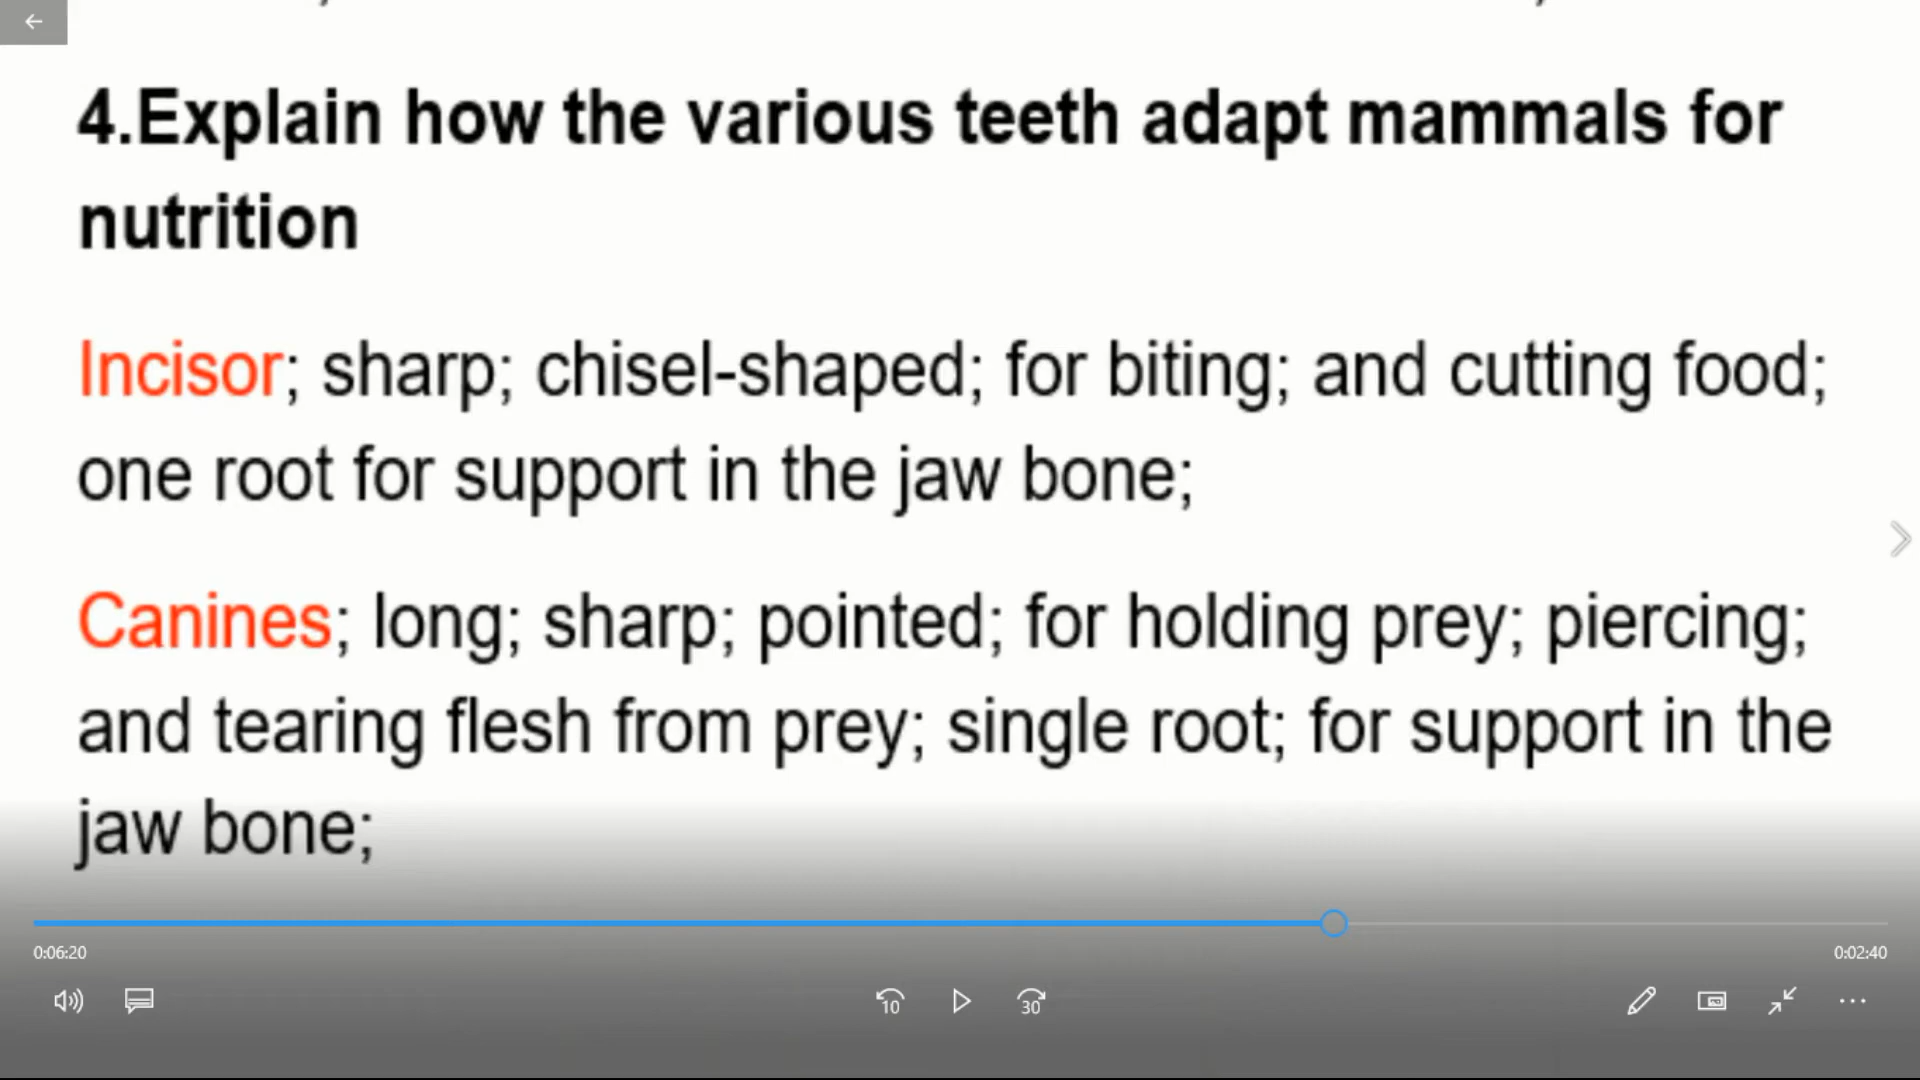 4.Explain how the various teeth adapt mammals for
nutrition
Incisor; sharp; chisel-shaped; for biting; and cutting food;
one root for support in the jaw bone;
Canines; long; sharp; pointed; for holding prey; piercing;
and tearing flesh from prey; single root; for support in the
jaw bone;
0:06:20
0:02:40
10
30